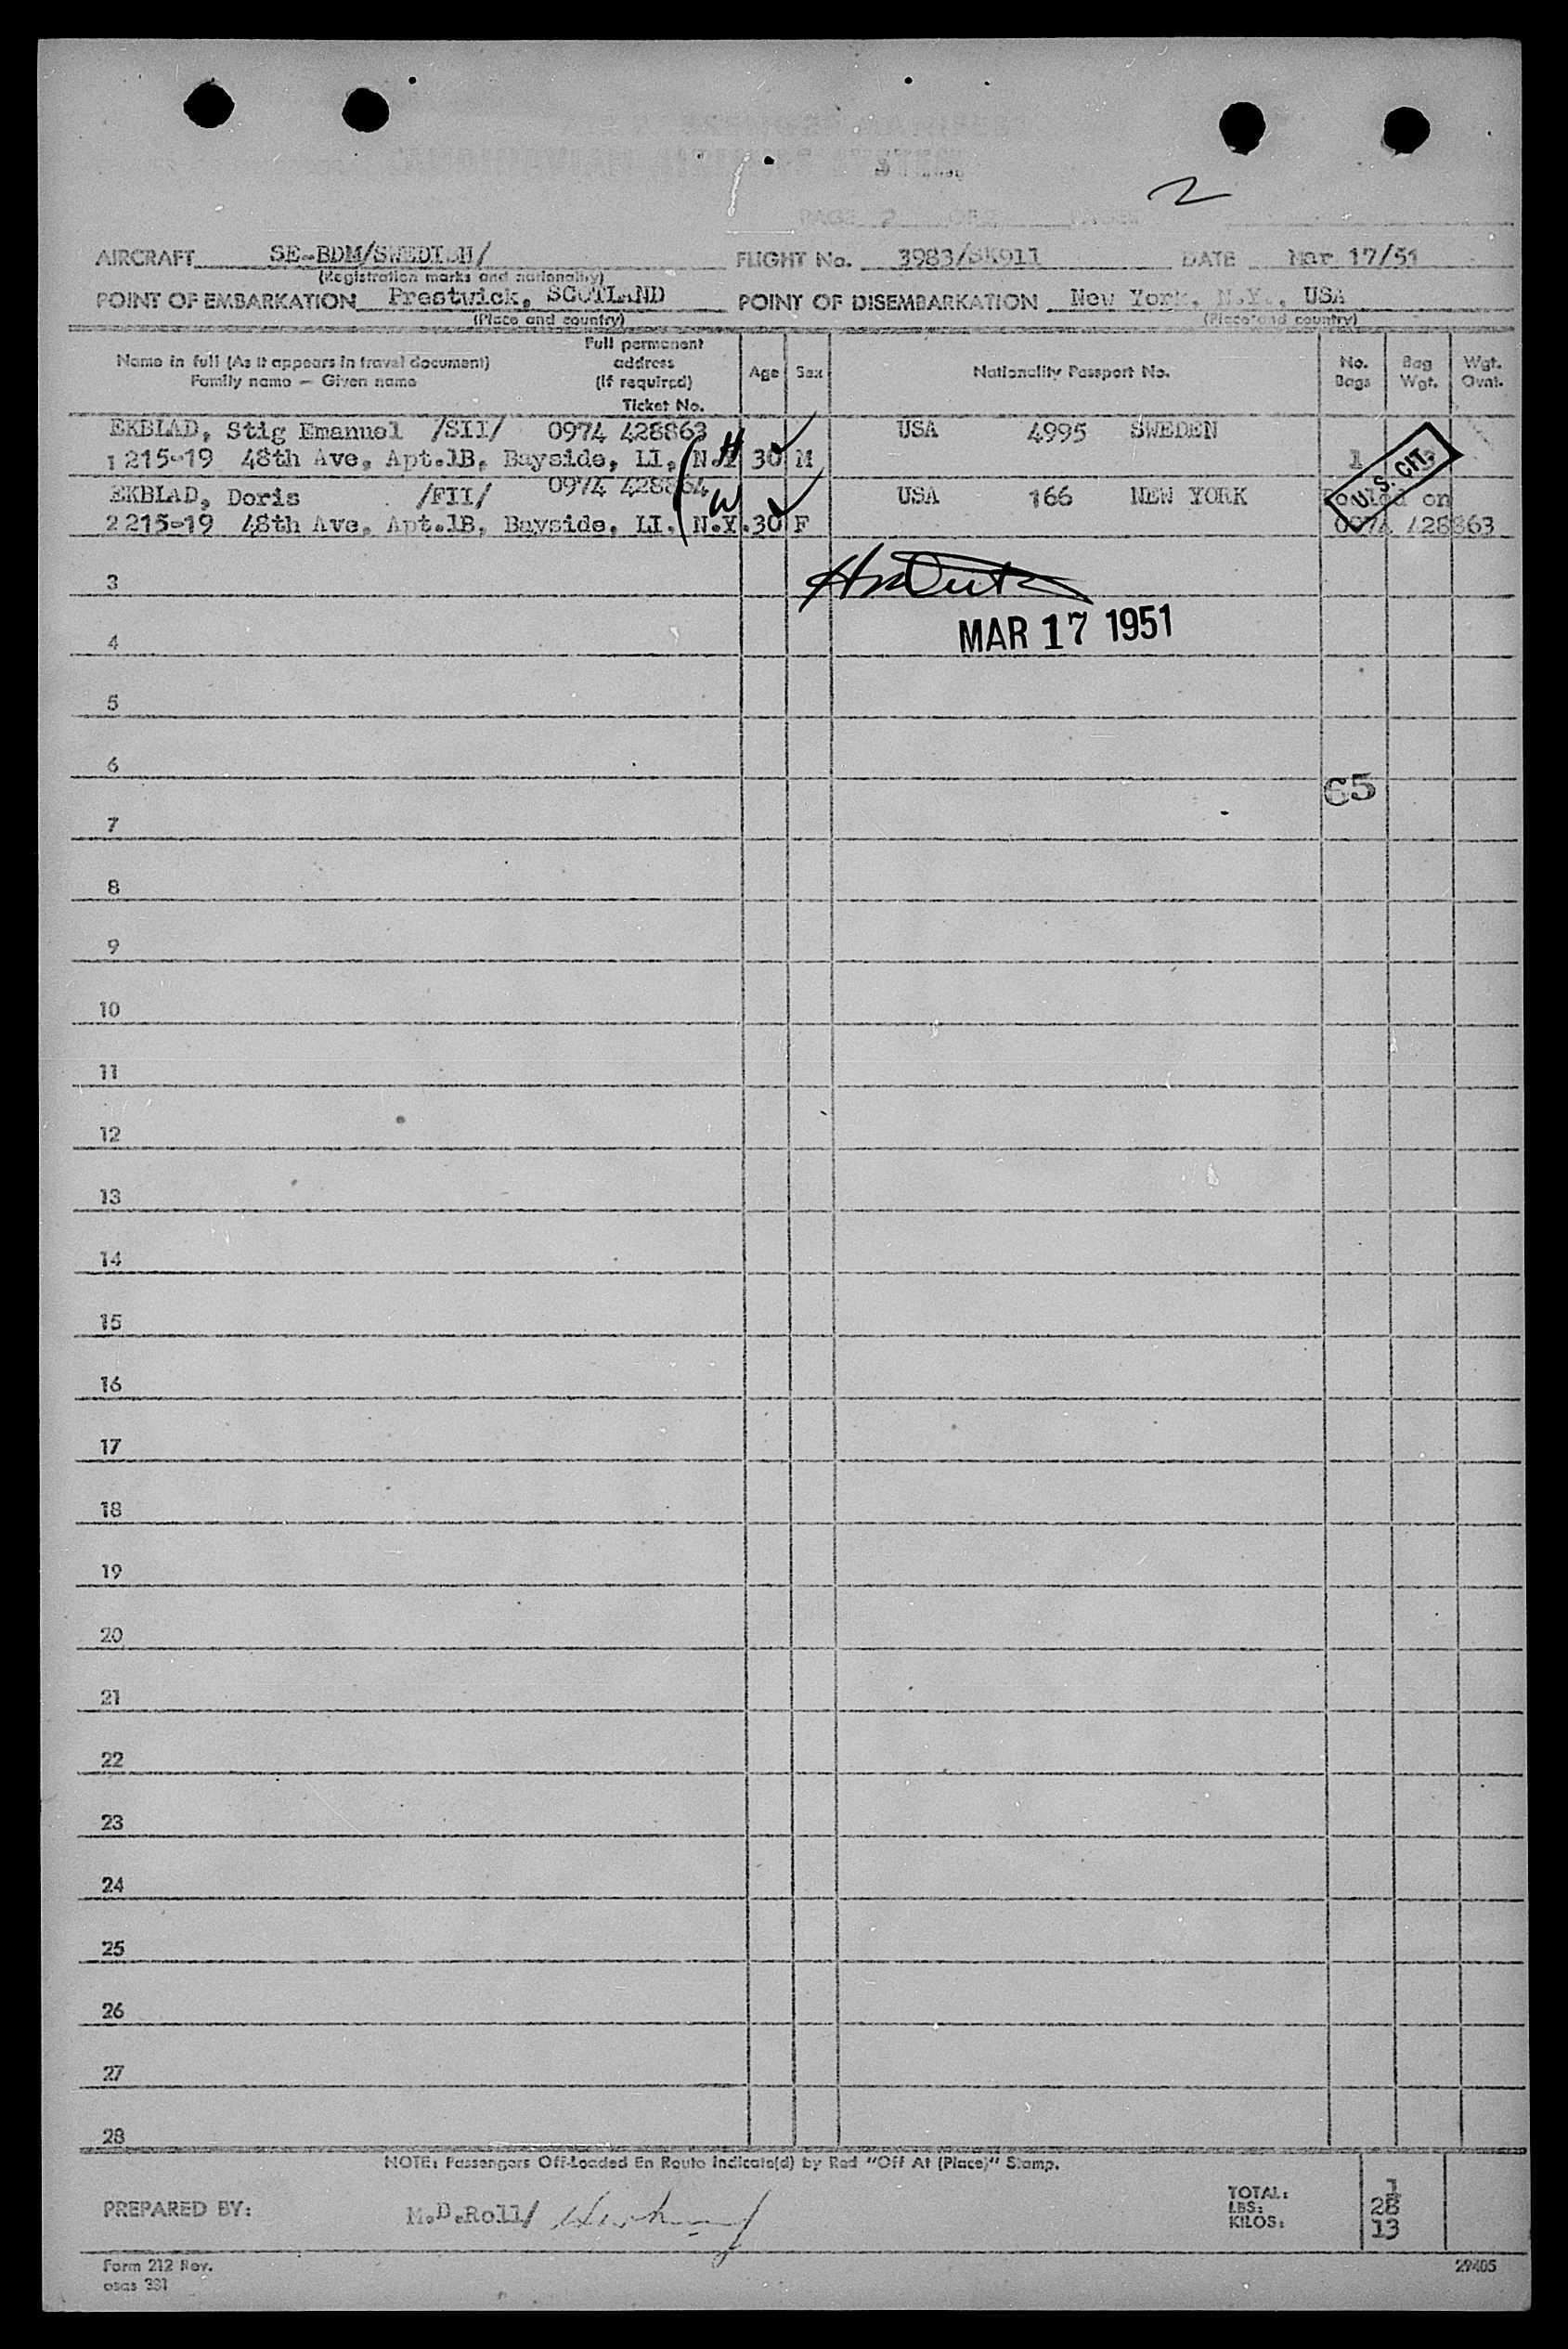 2
PAGE 2 OF 2
AIRCRAFT SE-BDM/SWEDISH/ FLIGHT No. 3983/SK911 DATE Mar 17/51
(Registration marks and nationality)
POINT OF EMBARKATION Prestwick, SCOTLAND POINT OF DISEMBARKATION New York, N.Y., USA
(Place and country) (Place and country)
Name in full (As it appears in travel document) Family name — Given name Full permanent address (If required) Ticket No. Age Sex Nationality Passport No. No. Bags Bag Wgt. Wgt. Ovnt.
EKBLAD, Stig Emanuel /SII/ 0974 428863 H USA 4995 SWEDEN
1 215-19 48th Ave, Apt.1B, Bayside, LI, N.Y 30 M 1
U.S. CIT.
EKBLAD, Doris /FII/ 0974 428864 W USA 166 NEW YORK on
2 215-19 48th Ave, Apt.1B, Bayside, LI, N.Y. 30 F 0974 428863
3
MAR 17 1951
4
5
6
65
7
8
9
10
11
12
13
14
15
16
17
18
19
20
21
22
23
24
25
26
27
28
NOTE: Passengers Off-Loaded En Route Indicate(d) by Red "Off At (Place)" Stamp.
PREPARED BY: M.D.Roll/
TOTAL: 1
LBS: 28
KILOS: 13
Form 212 Rev. 29405
osas 381